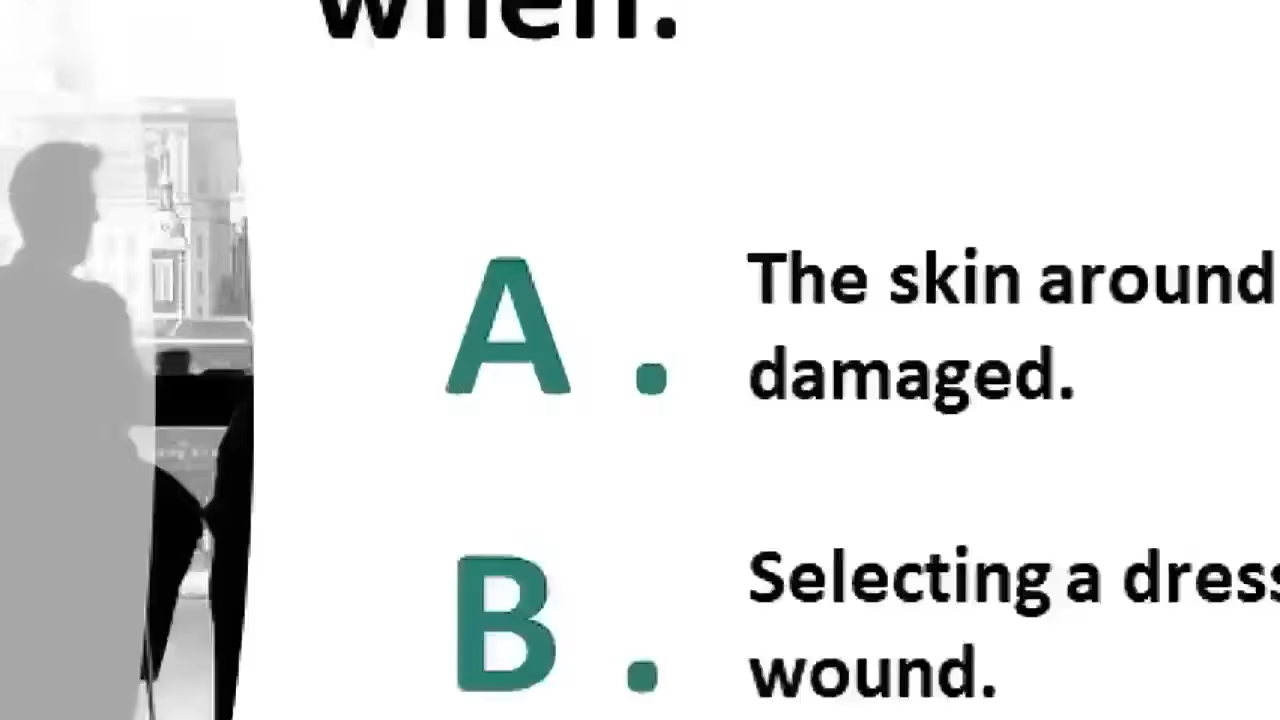 when:
A. The skin around
damaged.
B. Selecting a dress
wound.